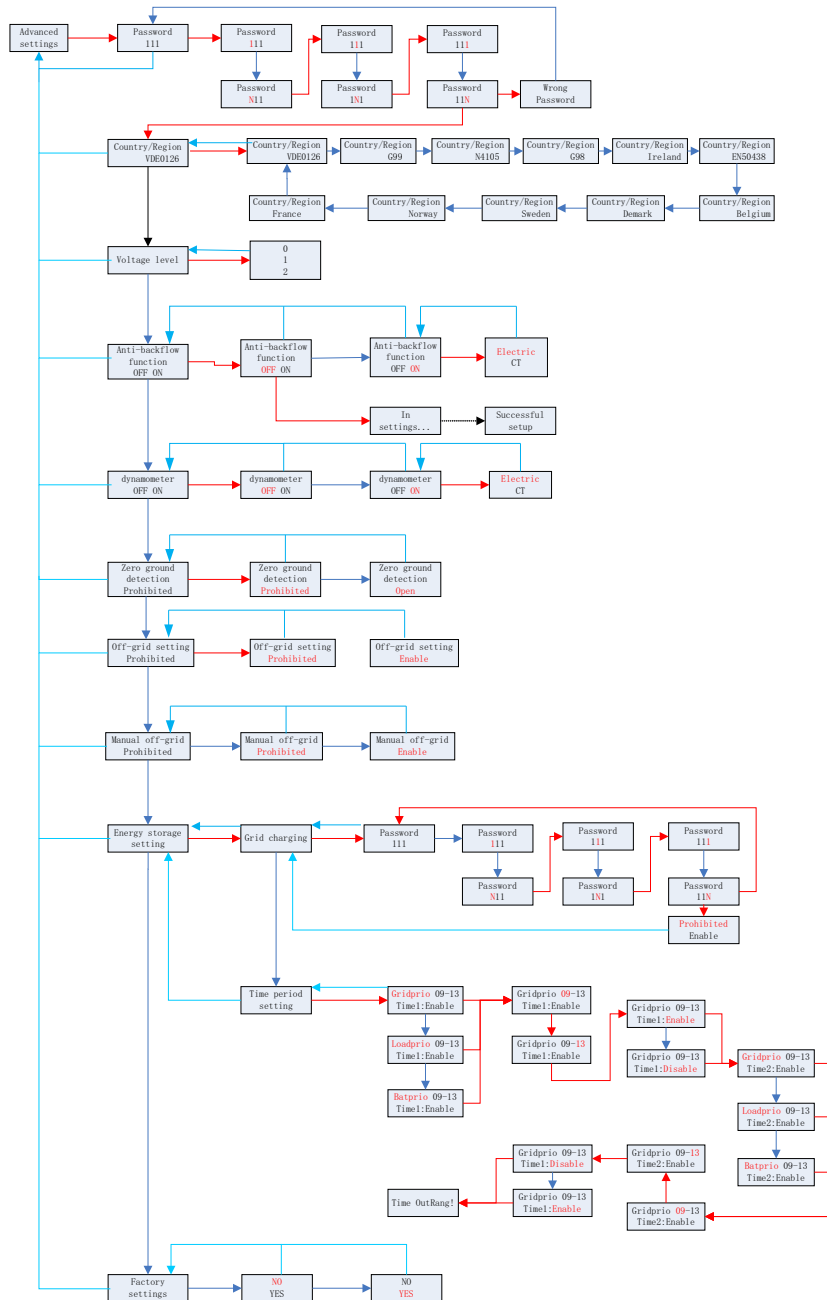 Advanced
settings
Password
111
Password
111
Password
111
Password
111
Password
N11
Password
1N1
Password
11N
Wrong
Password
Country/Region
VDE0126
Country/Region
VDE0126
Country/Region
G99
Country/Region
N4105
Country/Region
G98
Country/Region
Ireland
Country/Region
EN50438
Country/Region
France
Country/Region
Norway
Country/Region
Sweden
Country/Region
Demark
Country/Region
Belgium
Voltage level
0
1
2
Anti-backflow
function
OFF ON
Anti-backflow
function
OFF ON
Anti-backflow
function
OFF ON
Electric
CT
In
settings...
Successful
setup
dynamometer
OFF ON
dynamometer
OFF ON
dynamometer
OFF ON
Electric
CT
Zero ground
detection
Prohibited
Zero ground
detection
Prohibited
Zero ground
detection
Open
Off-grid setting
Prohibited
Off-grid setting
Prohibited
Off-grid setting
Enable
Manual off-grid
Prohibited
Manual off-grid
Prohibited
Manual off-grid
Enable
Energy storage
setting
Grid charging
Password
111
Password
111
Password
111
Password
111
Password
N11
Password
1N1
Password
11N
Prohibited
Enable
Time period
setting
Gridprio 09-13
Time1:Enable
Gridprio 09-13
Time1:Enable
Gridprio 09-13
Time1:Enable
Loadprio 09-13
Time1:Enable
Gridprio 09-13
Time1:Enable
Gridprio 09-13
Time1:Disable
Gridprio 09-13
Time2:Enable
Batprio 09-13
Time1:Enable
Loadprio 09-13
Time2:Enable
Gridprio 09-13
Time1:Disable
Gridprio 09-13
Time2:Enable
Batprio 09-13
Time2:Enable
Time OutRang!
Gridprio 09-13
Time1:Enable
Gridprio 09-13
Time2:Enable
Factory
settings
NO
YES
NO
YES